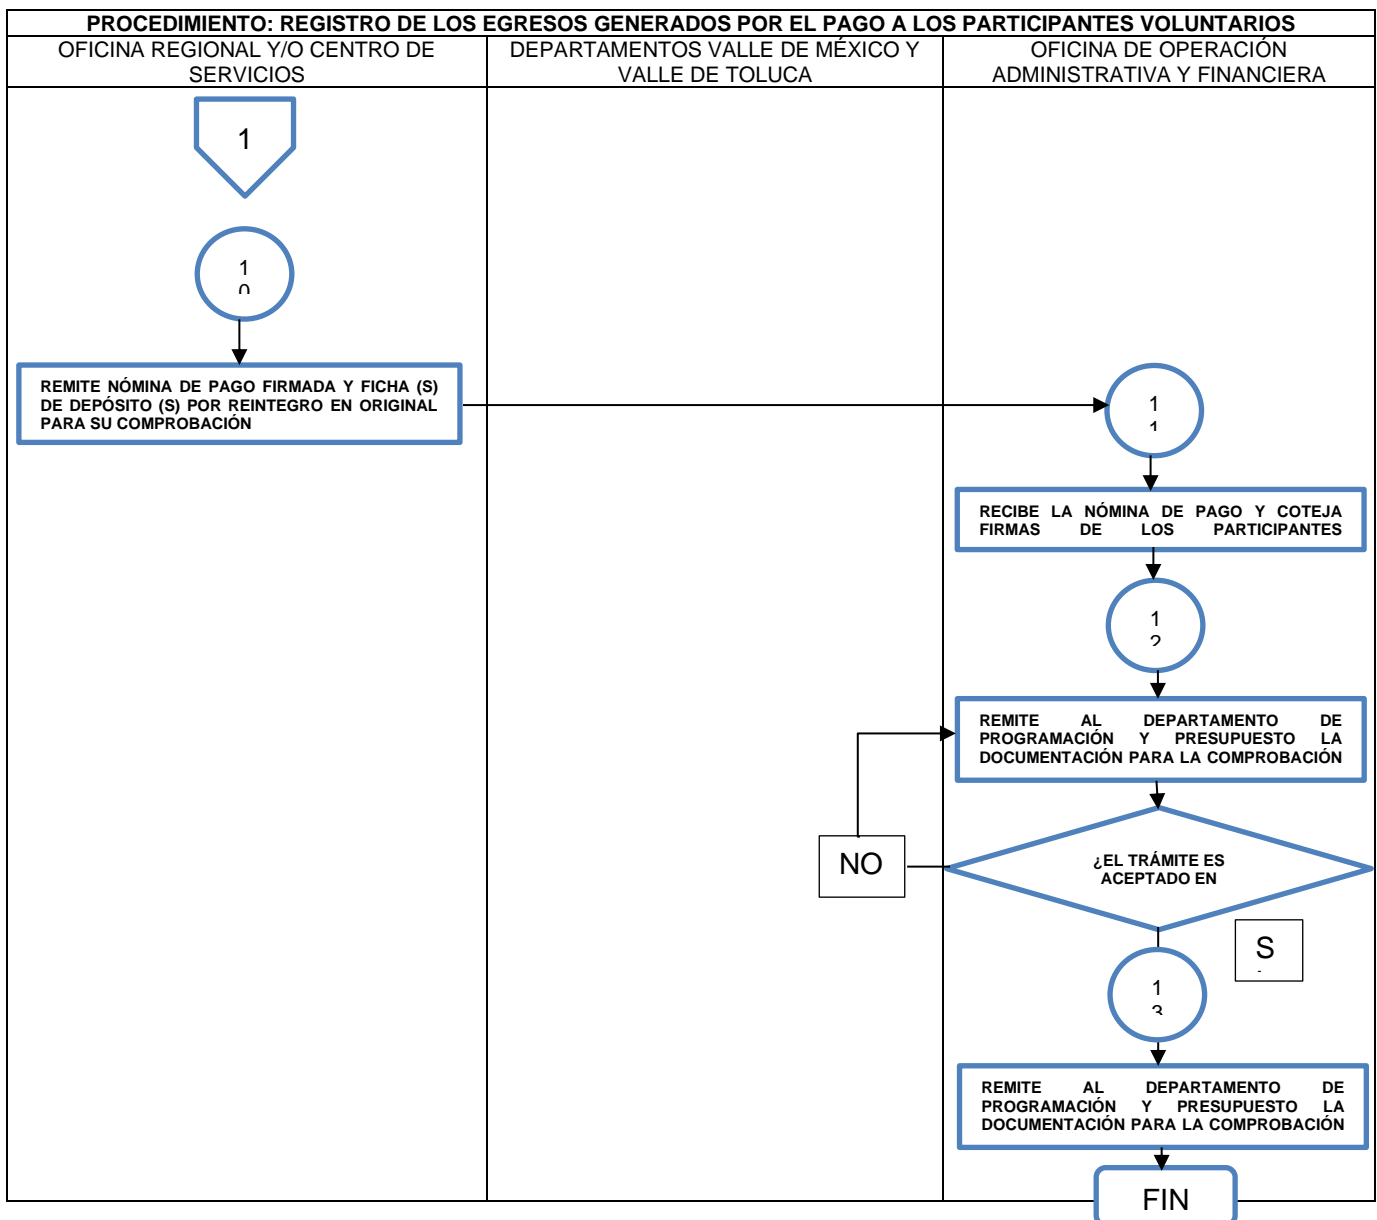 PROCEDIMIENTO: REGISTRO DE LOS EGRESOS GENERADOS POR EL PAGO A LOS PARTICIPANTES VOLUNTARIOS
OFICINA REGIONAL Y/O CENTRO DE
SERVICIOS
DEPARTAMENTOS VALLE DE MÉXICO Y
VALLE DE TOLUCA
OFICINA DE OPERACIÓN
ADMINISTRATIVA Y FINANCIERA
1
1
0
REMITE NÓMINA DE PAGO FIRMADA Y FICHA (S)
DE DEPÓSITO (S) POR REINTEGRO EN ORIGINAL
PARA SU COMPROBACIÓN
1
1
RECIBE LA NÓMINA DE PAGO Y COTEJA
FIRMAS DE LOS PARTICIPANTES
1
2
REMITE AL DEPARTAMENTO DE
PROGRAMACIÓN Y PRESUPUESTO LA
DOCUMENTACIÓN PARA LA COMPROBACIÓN
NO
¿EL TRÁMITE ES
ACEPTADO EN
S
1
3
REMITE AL DEPARTAMENTO DE
PROGRAMACIÓN Y PRESUPUESTO LA
DOCUMENTACIÓN PARA LA COMPROBACIÓN
FIN